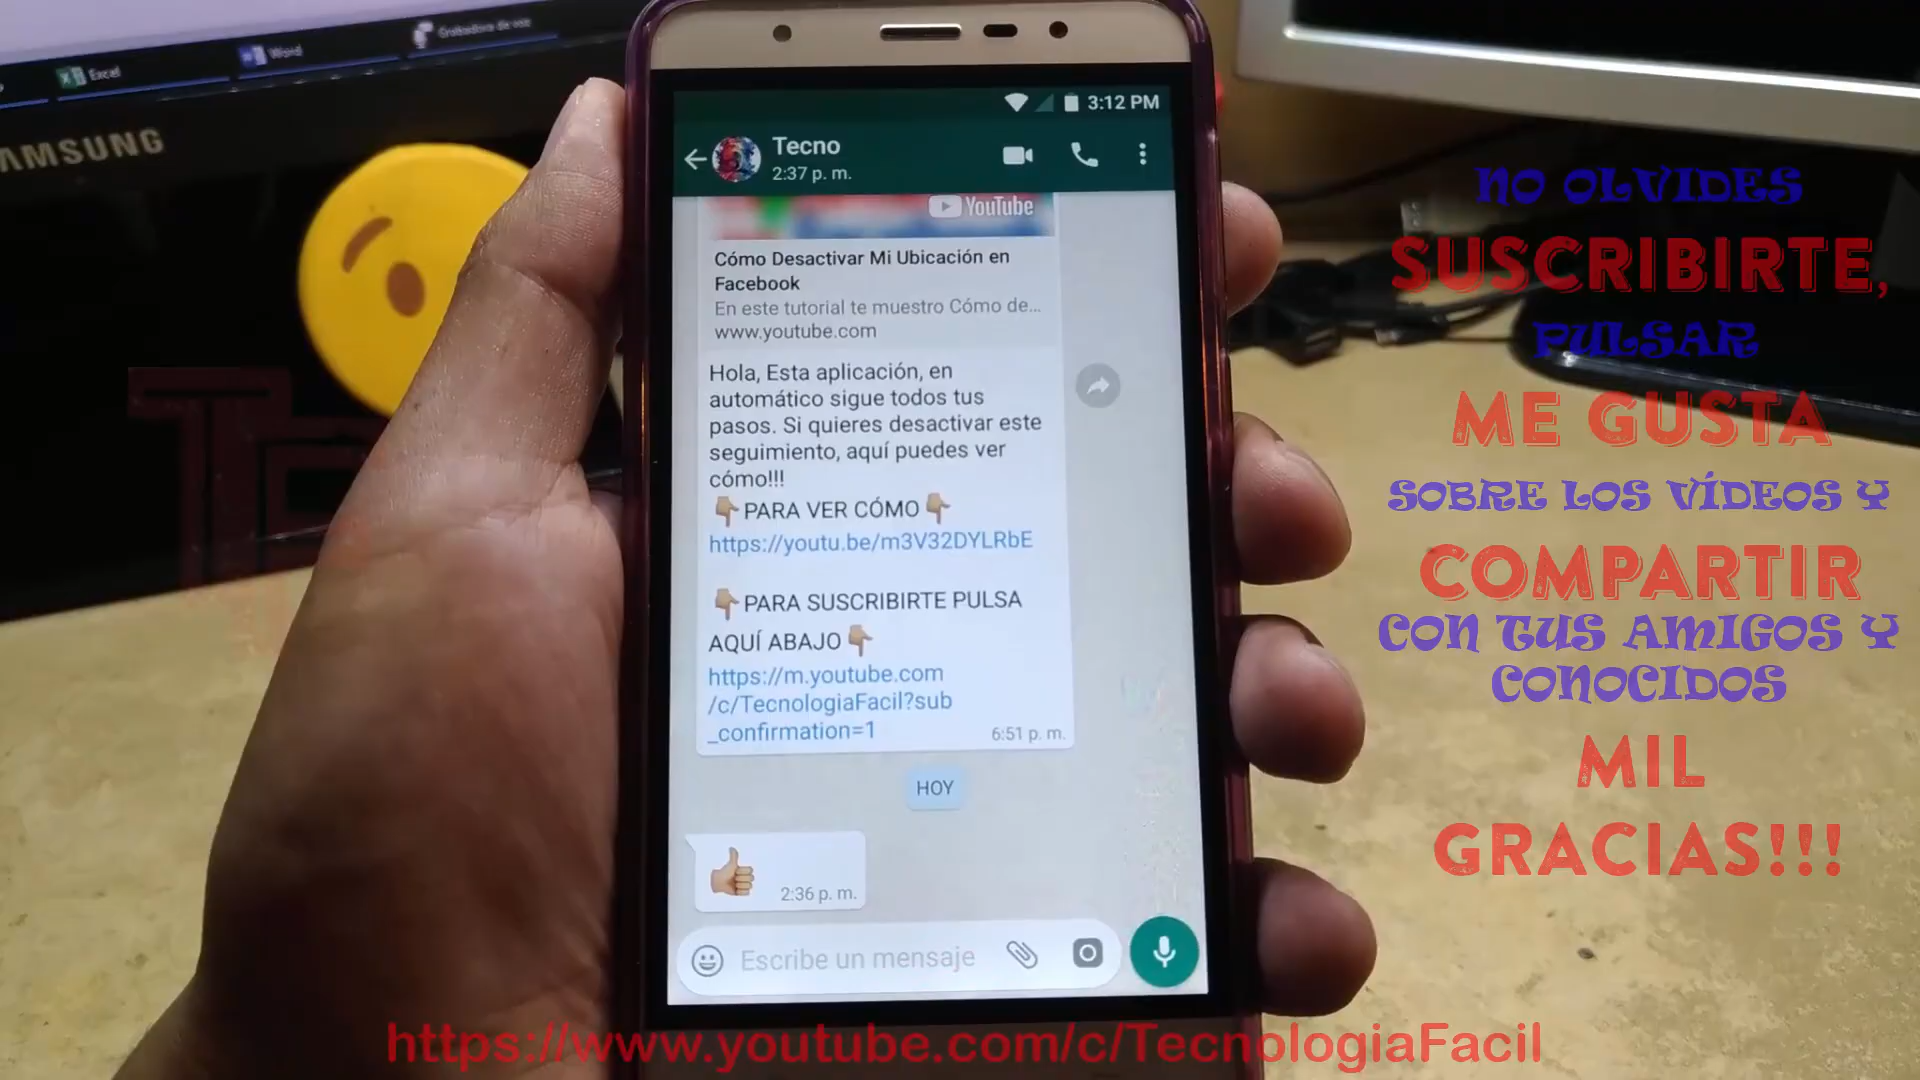 Excel
Word
Grabadora de voz
AMSUNG
3:12 PM
Tecno
2:37 p. m.
YouTube
Cómo Desactivar Mi Ubicación en
Facebook
En este tutorial te muestro Cómo de...
www.youtube.com
Hola, Esta aplicación, en
automático sigue todos tus
pasos. Si quieres desactivar este
seguimiento, aquí puedes ver
cómo!!!
👇🏽PARA VER CÓMO👇🏽
https://youtu.be/m3V32DYLRbE
👇🏽PARA SUSCRIBIRTE PULSA
AQUÍ ABAJO👇🏽
https://m.youtube.com
/c/TecnologiaFacil?sub
_confirmation=1
6:51 p. m.
HOY
2:36 p. m.
Escribe un mensaje
NO OLVIDES
SUSCRIBIRTE,
PULSAR
ME GUSTA
SOBRE LOS VÍDEOS Y
COMPARTIR
CON TUS AMIGOS Y
CONOCIDOS
MIL
GRACIAS!!!
https://www.youtube.com/c/TecnologiaFacil